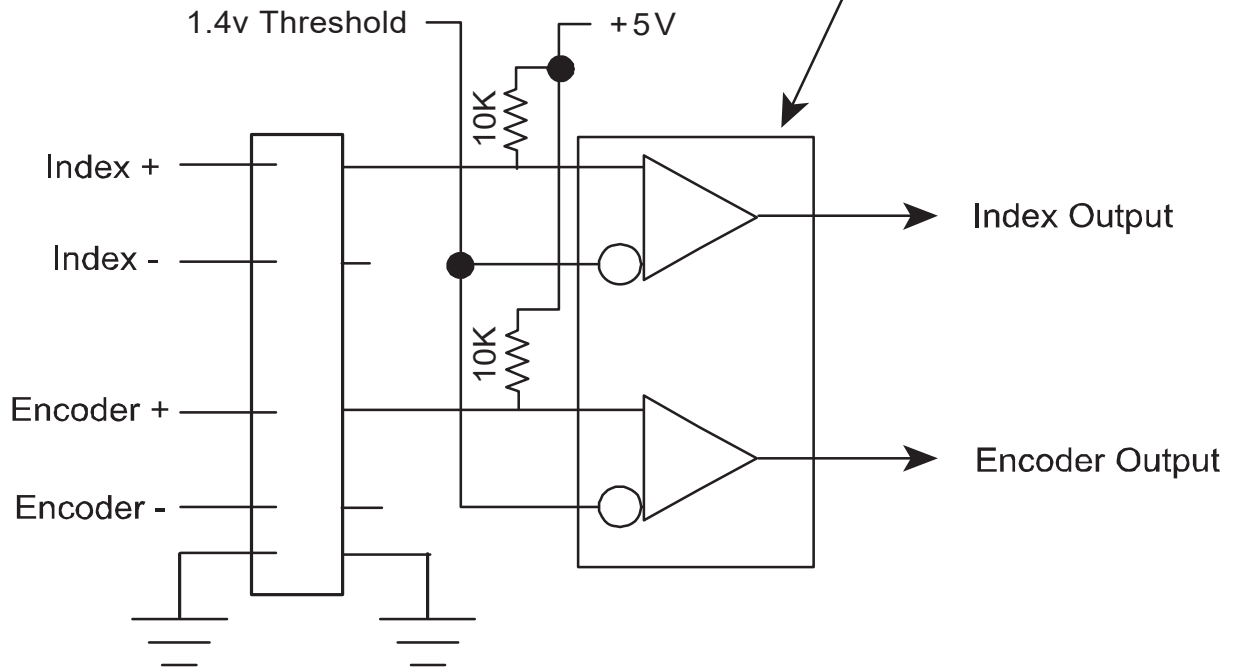 1.4v Threshold
+5V
10K
Index +
Index Output
Index -
10K
Encoder +
Encoder Output
Encoder -